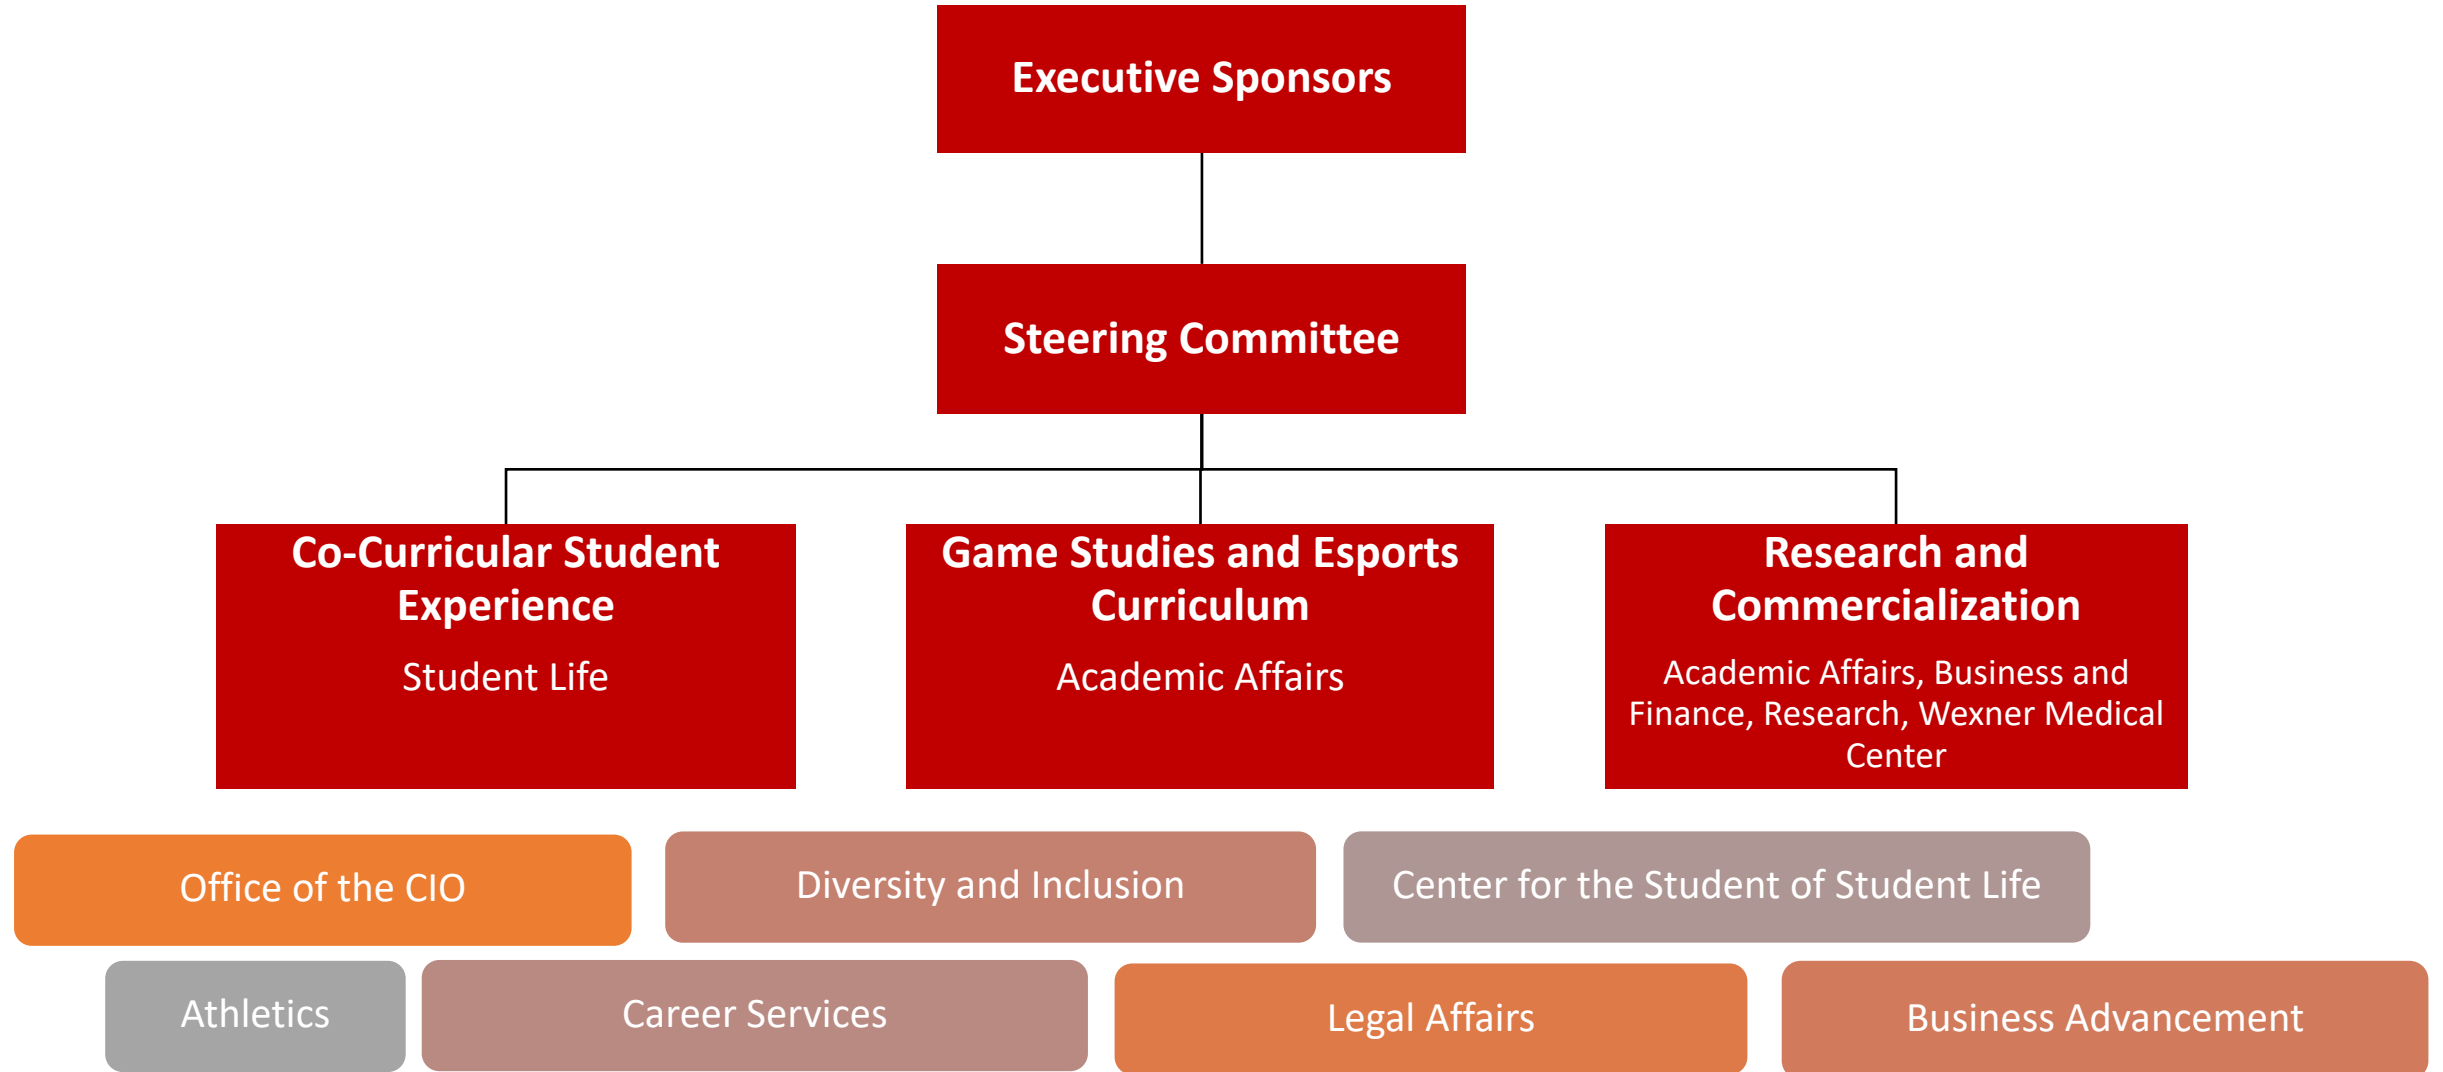 Executive Sponsors
Steering Committee
Co-Curricular Student
Experience
Student Life
Game Studies and Esports
Curriculum
Academic Affairs
Research and
Commercialization
Academic Affairs, Business and
Finance, Research, Wexner Medical
Center
Office of the CIO
Diversity and Inclusion
Center for the Student of Student Life
Athletics
Career Services
Legal Affairs
Business Advancement